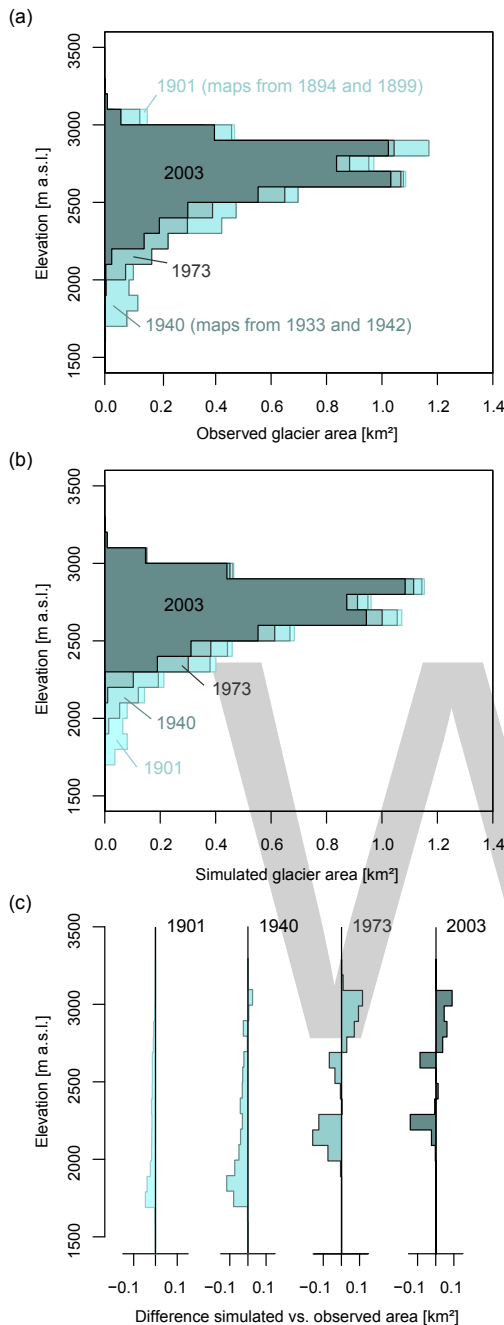 (a)
3500
3000
2500
2000
1500
Elevation [m a.s.l.]
1901 (maps from 1894 and 1899)
2003
1973
1940 (maps from 1933 and 1942)
0.0 0.2 0.4 0.6 0.8 1.0 1.2 1.4
Observed glacier area [km²]
(b)
3500
3000
2500
2000
1500
Elevation [m a.s.l.]
2003
1973
1940
1901
0.0 0.2 0.4 0.6 0.8 1.0 1.2 1.4
Simulated glacier area [km²]
(c)
1901 1940 1973 2003
3500
3000
2500
2000
1500
Elevation [m a.s.l.]
−0.1 0.1 −0.1 0.1 −0.1 0.1 −0.1 0.1
Difference simulated vs. observed area [km²]